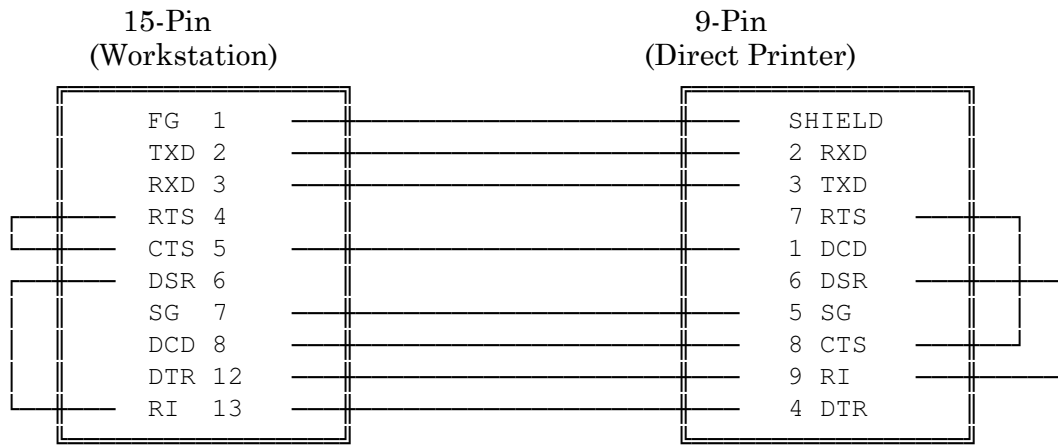 15-Pin 9-Pin
(Workstation) (Direct Printer)
FG 1 SHIELD
TXD 2 2 RXD
RXD 3 3 TXD
RTS 4 7 RTS
CTS 5 1 DCD
DSR 6 6 DSR
SG 7 5 SG
DCD 8 8 CTS
DTR 12 9 RI
RI 13 4 DTR